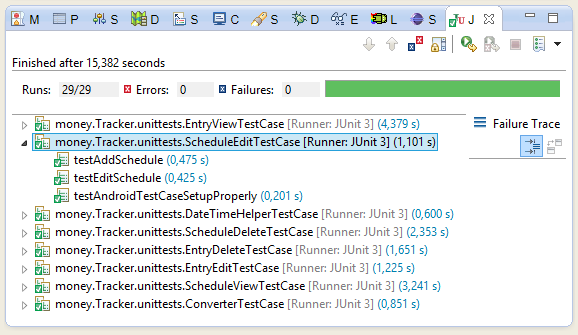 M P S D S C S D E L S J
Finished after 15,382 seconds
Runs: 29/29 Errors: 0 Failures: 0
money.Tracker.unittests.EntryViewTestCase [Runner: JUnit 3] (4,379 s)
Failure Trace
money.Tracker.unittests.ScheduleEditTestCase [Runner: JUnit 3] (1,101 s)
testAddSchedule (0,475 s)
testEditSchedule (0,425 s)
testAndroidTestCaseSetupProperly (0,201 s)
money.Tracker.unittests.DateTimeHelperTestCase [Runner: JUnit 3] (0,600 s)
money.Tracker.unittests.ScheduleDeleteTestCase [Runner: JUnit 3] (2,353 s)
money.Tracker.unittests.EntryDeleteTestCase [Runner: JUnit 3] (1,651 s)
money.Tracker.unittests.EntryEditTestCase [Runner: JUnit 3] (1,225 s)
money.Tracker.unittests.ScheduleViewTestCase [Runner: JUnit 3] (3,241 s)
money.Tracker.unittests.ConverterTestCase [Runner: JUnit 3] (0,851 s)